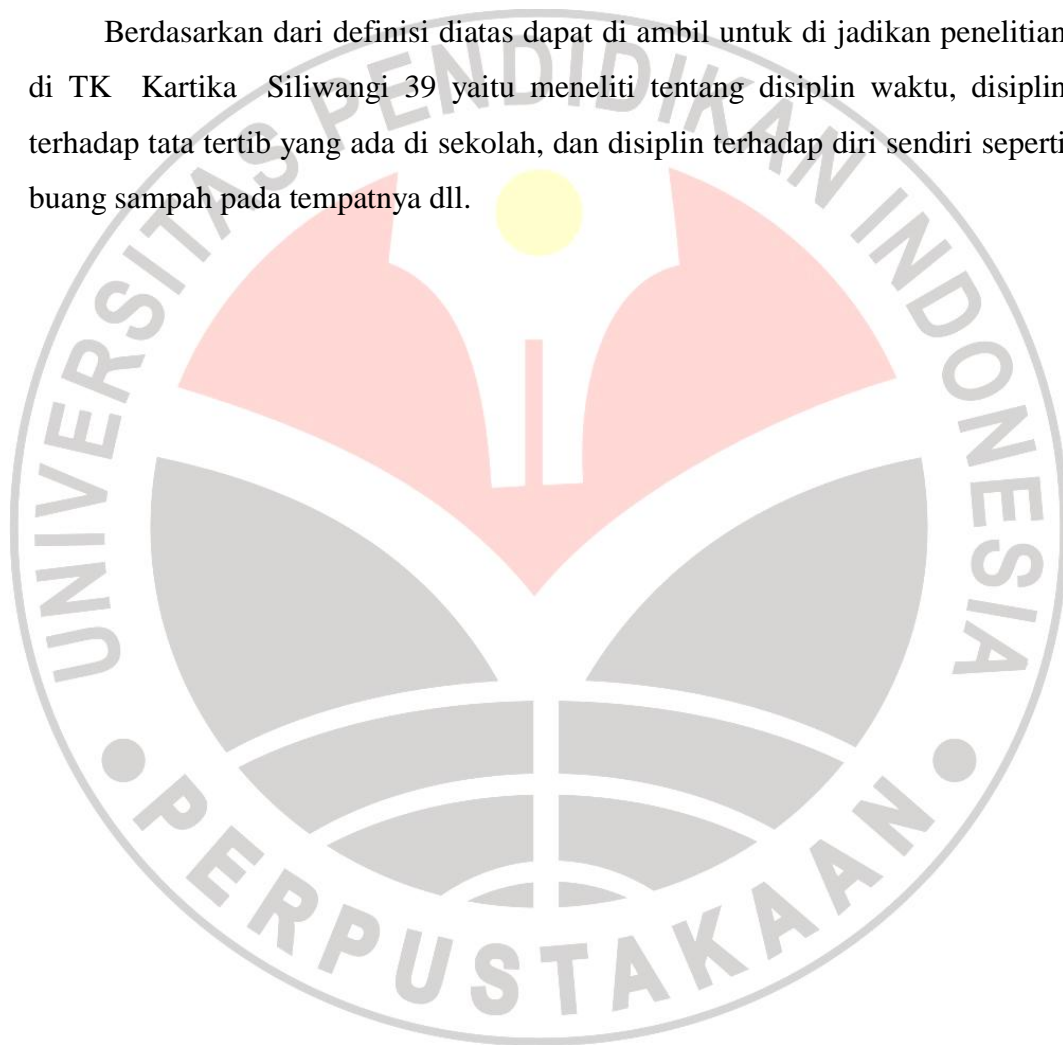 Berdasarkan dari definisi diatas dapat di ambil untuk di jadikan penelitian
di TK Kartika Siliwangi 39 yaitu meneliti tentang disiplin waktu, disiplin
terhadap tata tertib yang ada di sekolah, dan disiplin terhadap diri sendiri seperti
buang sampah pada tempatnya dll.
UNIVERSITAS PENDIDIKAN INDONESIA
PERPUSTAKAAN